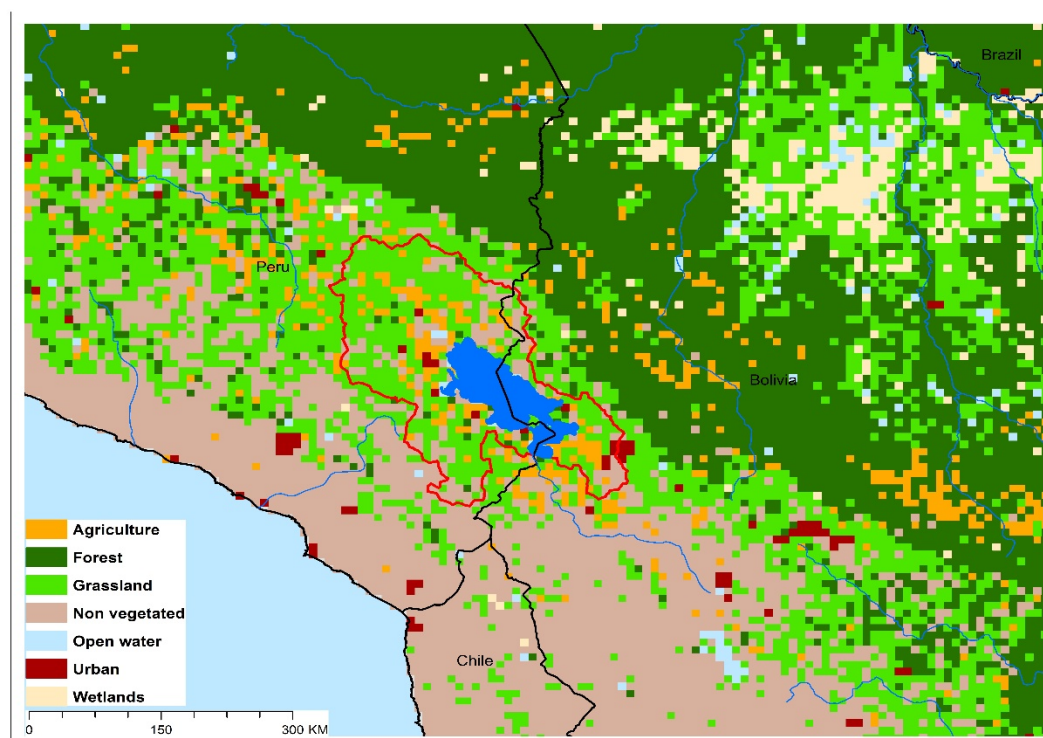 Brazil
Peru
Bolivia
Chile
Agriculture
Forest
Grassland
Non vegetated
Open water
Urban
Wetlands
0 150 300 KM